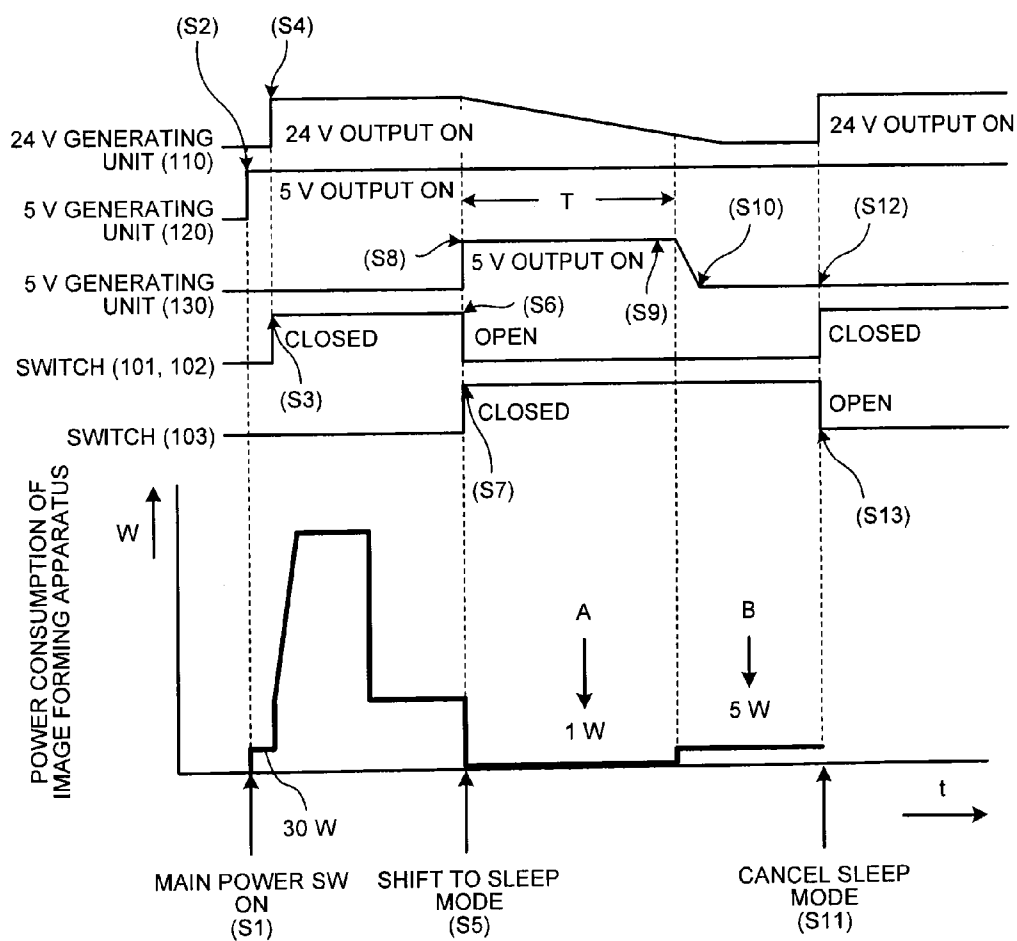 (S2)
(S4)
24 V GENERATING
UNIT (110)
24 V OUTPUT ON
24 V OUTPUT ON
5 V GENERATING
UNIT (120)
5 V OUTPUT ON
T
(S10)
(S12)
(S8)
5 V OUTPUT ON
5 V GENERATING
UNIT (130)
(S6)
(S9)
CLOSED
OPEN
CLOSED
SWITCH (101, 102)
(S3)
CLOSED
OPEN
SWITCH (103)
(S7)
(S13)
POWER CONSUMPTION OF
IMAGE FORMING APPARATUS
W
A
B
1 W
5 W
30 W
t
MAIN POWER SW
ON
(S1)
SHIFT TO SLEEP
MODE
(S5)
CANCEL SLEEP
MODE
(S11)